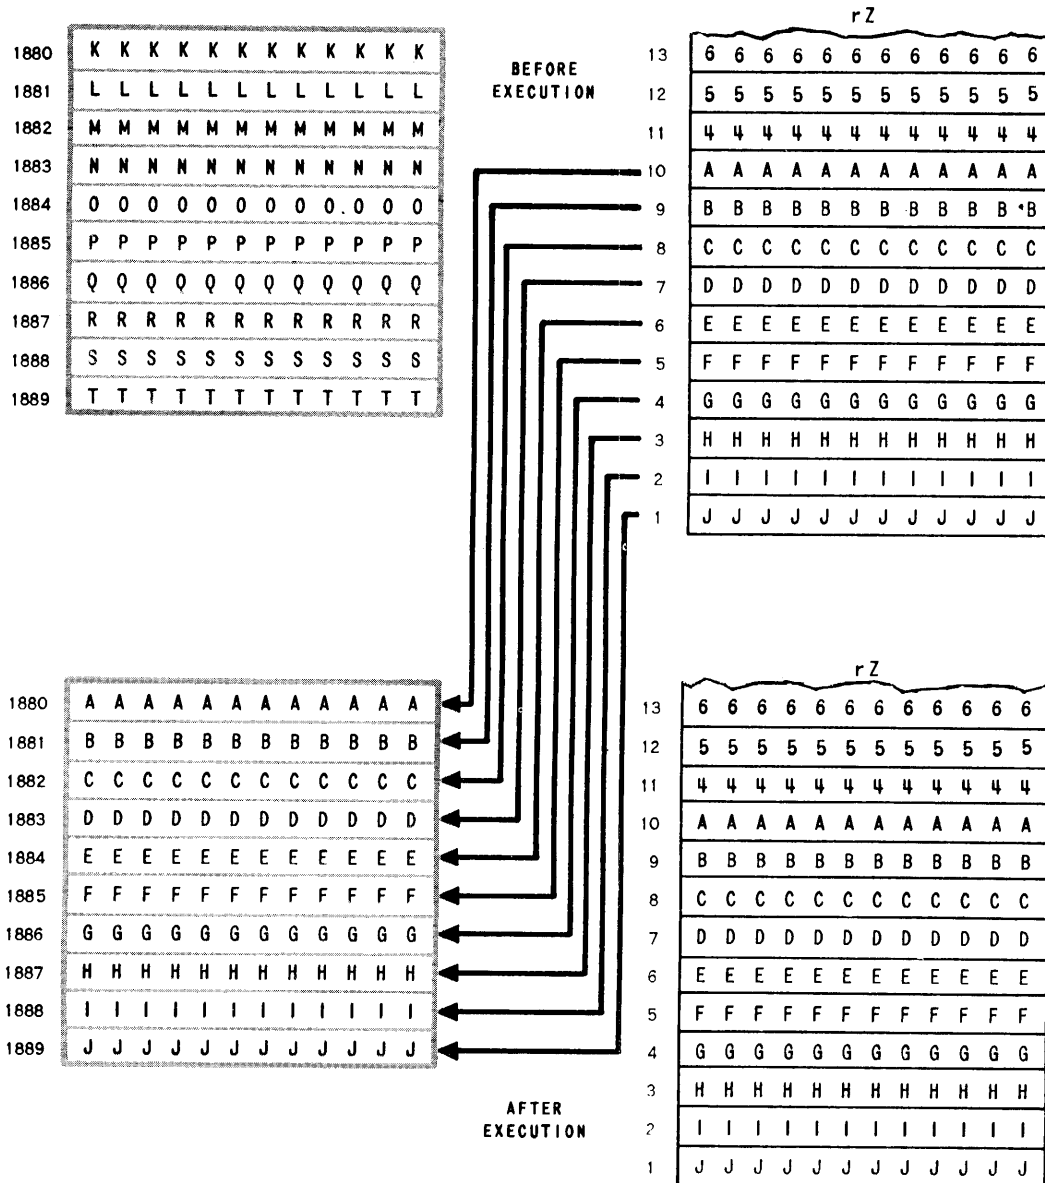 1880 K K K K K K K K K K K K
1881 L L L L L L L L L L L L
1882 M M M M M M M M M M M M
1883 N N N N N N N N N N N N
1884 O O O O O O O O O O O O
1885 P P P P P P P P P P P P
1886 Q Q Q Q Q Q Q Q Q Q Q Q
1887 R R R R R R R R R R R R
1888 S S S S S S S S S S S S
1889 T T T T T T T T T T T T
BEFORE
EXECUTION
rZ
13 6 6 6 6 6 6 6 6 6 6 6 6
12 5 5 5 5 5 5 5 5 5 5 5 5
11 4 4 4 4 4 4 4 4 4 4 4 4
10 A A A A A A A A A A A A
9 B B B B B B B B B B B B
8 C C C C C C C C C C C C
7 D D D D D D D D D D D D
6 E E E E E E E E E E E E
5 F F F F F F F F F F F F
4 G G G G G G G G G G G G
3 H H H H H H H H H H H H
2 I I I I I I I I I I I I
1 J J J J J J J J J J J J
1880 A A A A A A A A A A A A
1881 B B B B B B B B B B B B
1882 C C C C C C C C C C C C
1883 D D D D D D D D D D D D
1884 E E E E E E E E E E E E
1885 F F F F F F F F F F F F
1886 G G G G G G G G G G G G
1887 H H H H H H H H H H H H
1888 I I I I I I I I I I I I
1889 J J J J J J J J J J J J
AFTER
EXECUTION
rZ
13 6 6 6 6 6 6 6 6 6 6 6 6
12 5 5 5 5 5 5 5 5 5 5 5 5
11 4 4 4 4 4 4 4 4 4 4 4 4
10 A A A A A A A A A A A A
9 B B B B B B B B B B B B
8 C C C C C C C C C C C C
7 D D D D D D D D D D D D
6 E E E E E E E E E E E E
5 F F F F F F F F F F F F
4 G G G G G G G G G G G G
3 H H H H H H H H H H H H
2 I I I I I I I I I I I I
1 J J J J J J J J J J J J